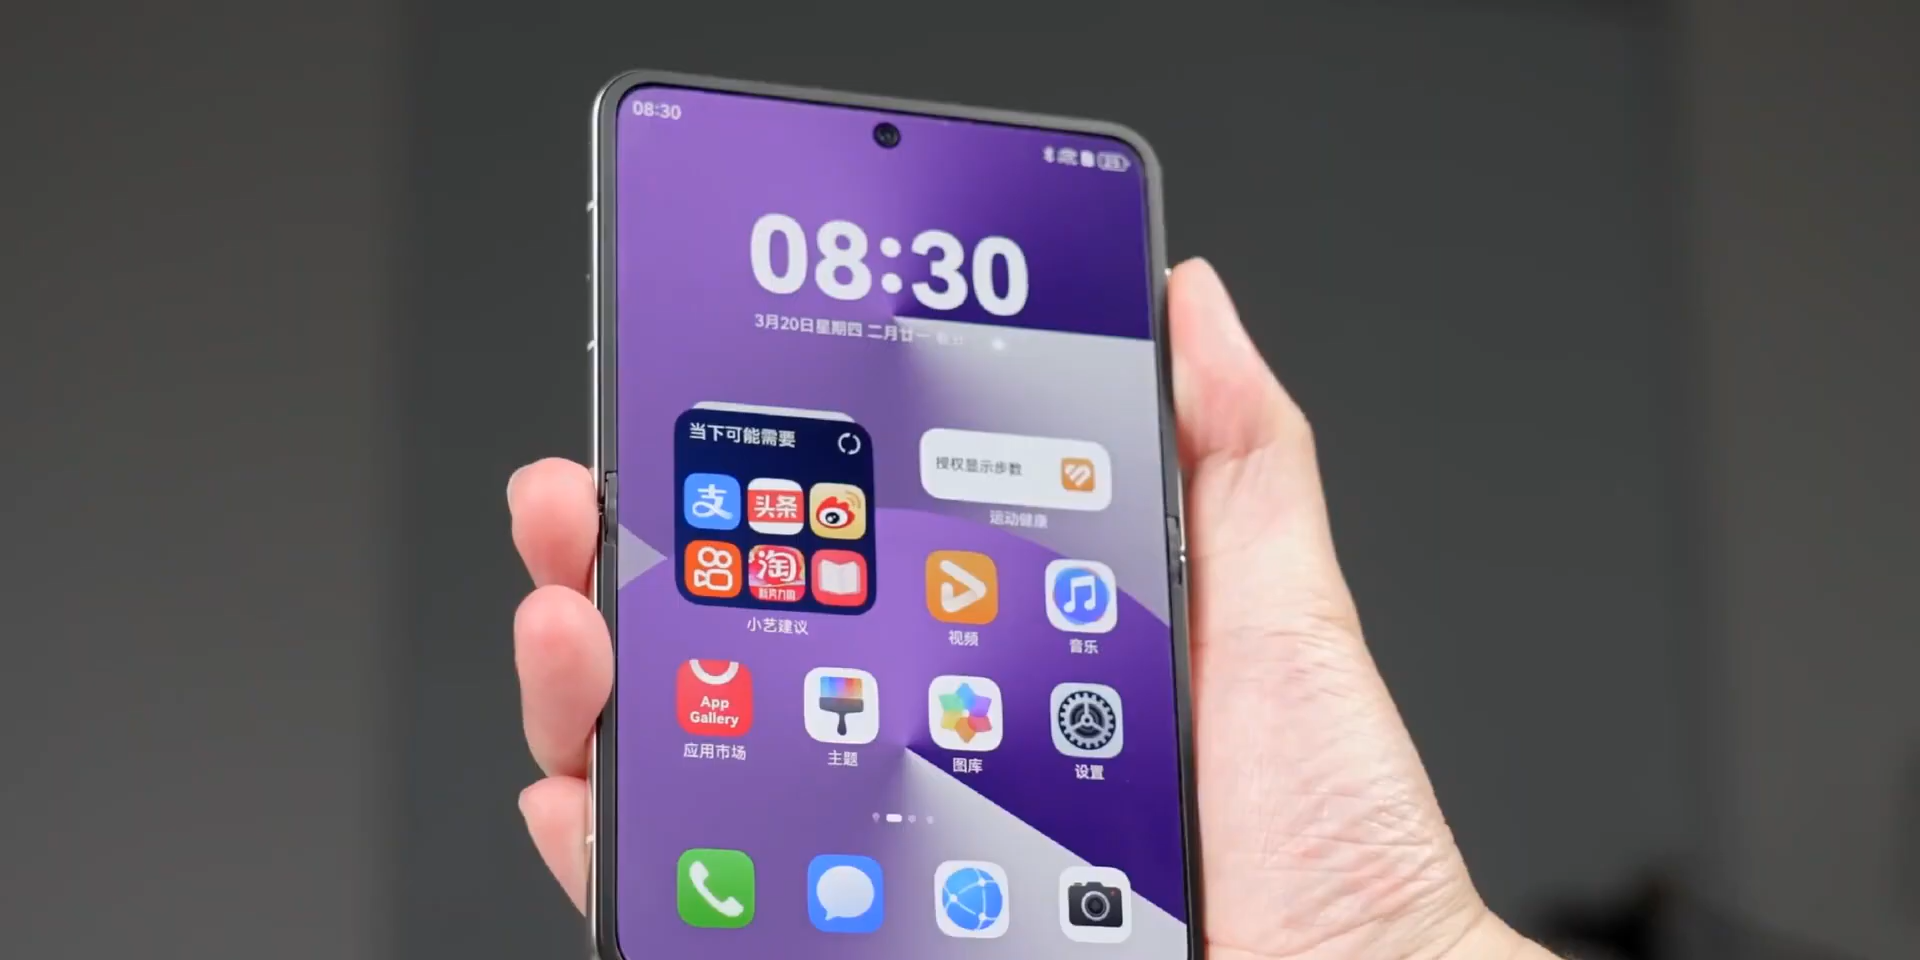 08:30
08:30
3月20日星期四 二月廿一
当下可能需要
授权显示步数
支
头条
淘
运动健康
小艺建议
视频
音乐
App
Gallery
应用市场
主题
图库
设置